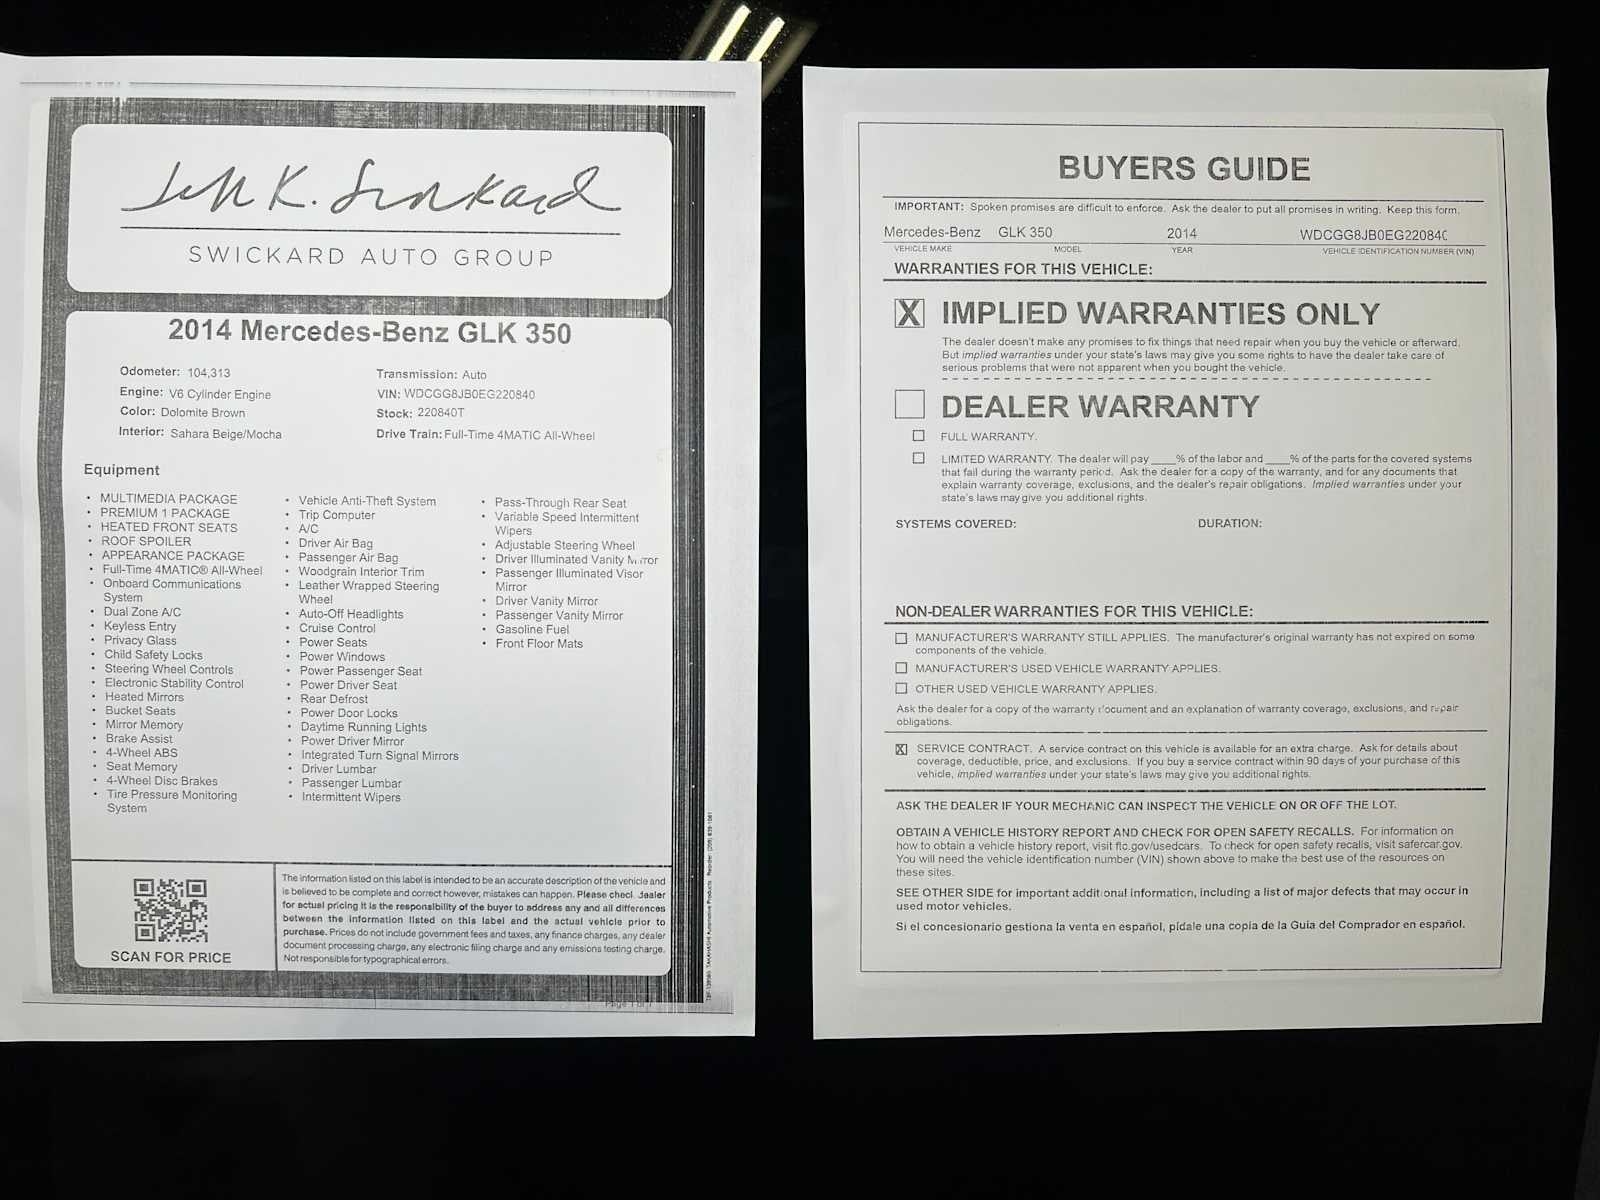 Jeff K. Swickard
SWICKARD AUTO GROUP
2014 Mercedes-Benz GLK 350
Odometer: 104,313
Engine: V6 Cylinder Engine
Color: Dolomite Brown
Interior: Sahara Beige/Mocha
Transmission: Auto
VIN: WDCGG8JB0EG220840
Stock: 220840T
Drive Train: Full-Time 4MATIC All-Wheel
Equipment
• MULTIMEDIA PACKAGE
• PREMIUM 1 PACKAGE
• HEATED FRONT SEATS
• ROOF SPOILER
• APPEARANCE PACKAGE
• Full-Time 4MATIC® All-Wheel
• Onboard Communications
System
• Dual Zone A/C
• Keyless Entry
• Privacy Glass
• Child Safety Locks
• Steering Wheel Controls
• Electronic Stability Control
• Heated Mirrors
• Bucket Seats
• Mirror Memory
• Brake Assist
• 4-Wheel ABS
• Seat Memory
• 4-Wheel Disc Brakes
• Tire Pressure Monitoring
System
• Vehicle Anti-Theft System
• Trip Computer
• A/C
• Driver Air Bag
• Passenger Air Bag
• Woodgrain Interior Trim
• Leather Wrapped Steering
Wheel
• Auto-Off Headlights
• Cruise Control
• Power Seats
• Power Windows
• Power Passenger Seat
• Power Driver Seat
• Rear Defrost
• Power Door Locks
• Daytime Running Lights
• Power Driver Mirror
• Integrated Turn Signal Mirrors
• Driver Lumbar
• Passenger Lumbar
• Intermittent Wipers
• Pass-Through Rear Seat
• Variable Speed Intermittent
Wipers
• Adjustable Steering Wheel
• Driver Illuminated Vanity Mirror
• Passenger Illuminated Visor
Mirror
• Driver Vanity Mirror
• Passenger Vanity Mirror
• Gasoline Fuel
• Front Floor Mats
SCAN FOR PRICE
The information listed on this label is intended to be an accurate description of the vehicle and
is believed to be complete and correct however, mistakes can happen. Please check dealer
for actual pricing it is the responsibility of the buyer to address any and all differences
between the information listed on this label and the actual vehicle prior to
purchase. Prices do not include government fees and taxes, any finance charges, any dealer
document processing charge, any electronic filing charge and any emissions testing charge.
Not responsible for typographical errors.
Page 1 of 1
TAKAHASHI Automotive Products Reorder
BUYERS GUIDE
IMPORTANT: Spoken promises are difficult to enforce. Ask the dealer to put all promises in writing. Keep this form.
Mercedes-Benz GLK 350 2014 WDCGG8JB0EG220840
VEHICLE MAKE MODEL YEAR VEHICLE IDENTIFICATION NUMBER (VIN)
WARRANTIES FOR THIS VEHICLE:
X IMPLIED WARRANTIES ONLY
The dealer doesn't make any promises to fix things that need repair when you buy the vehicle or afterward.
But implied warranties under your state's laws may give you some rights to have the dealer take care of
serious problems that were not apparent when you bought the vehicle.
DEALER WARRANTY
FULL WARRANTY.
LIMITED WARRANTY. The dealer will pay ____% of the labor and ____% of the parts for the covered systems
that fail during the warranty period. Ask the dealer for a copy of the warranty, and for any documents that
explain warranty coverage, exclusions, and the dealer's repair obligations. Implied warranties under your
state's laws may give you additional rights.
SYSTEMS COVERED: DURATION:
NON-DEALER WARRANTIES FOR THIS VEHICLE:
MANUFACTURER'S WARRANTY STILL APPLIES. The manufacturer's original warranty has not expired on some
components of the vehicle.
MANUFACTURER'S USED VEHICLE WARRANTY APPLIES.
OTHER USED VEHICLE WARRANTY APPLIES.
Ask the dealer for a copy of the warranty document and an explanation of warranty coverage, exclusions, and repair
obligations.
X SERVICE CONTRACT. A service contract on this vehicle is available for an extra charge. Ask for details about
coverage, deductible, price, and exclusions. If you buy a service contract within 90 days of your purchase of this
vehicle, implied warranties under your state's laws may give you additional rights.
ASK THE DEALER IF YOUR MECHANIC CAN INSPECT THE VEHICLE ON OR OFF THE LOT.
OBTAIN A VEHICLE HISTORY REPORT AND CHECK FOR OPEN SAFETY RECALLS. For information on
how to obtain a vehicle history report, visit ftc.gov/usedcars. To check for open safety recalls, visit safercar.gov.
You will need the vehicle identification number (VIN) shown above to make the best use of the resources on
these sites.
SEE OTHER SIDE for important additional information, including a list of major defects that may occur in
used motor vehicles.
Si el concesionario gestiona la venta en español, pídale una copia de la Guía del Comprador en español.